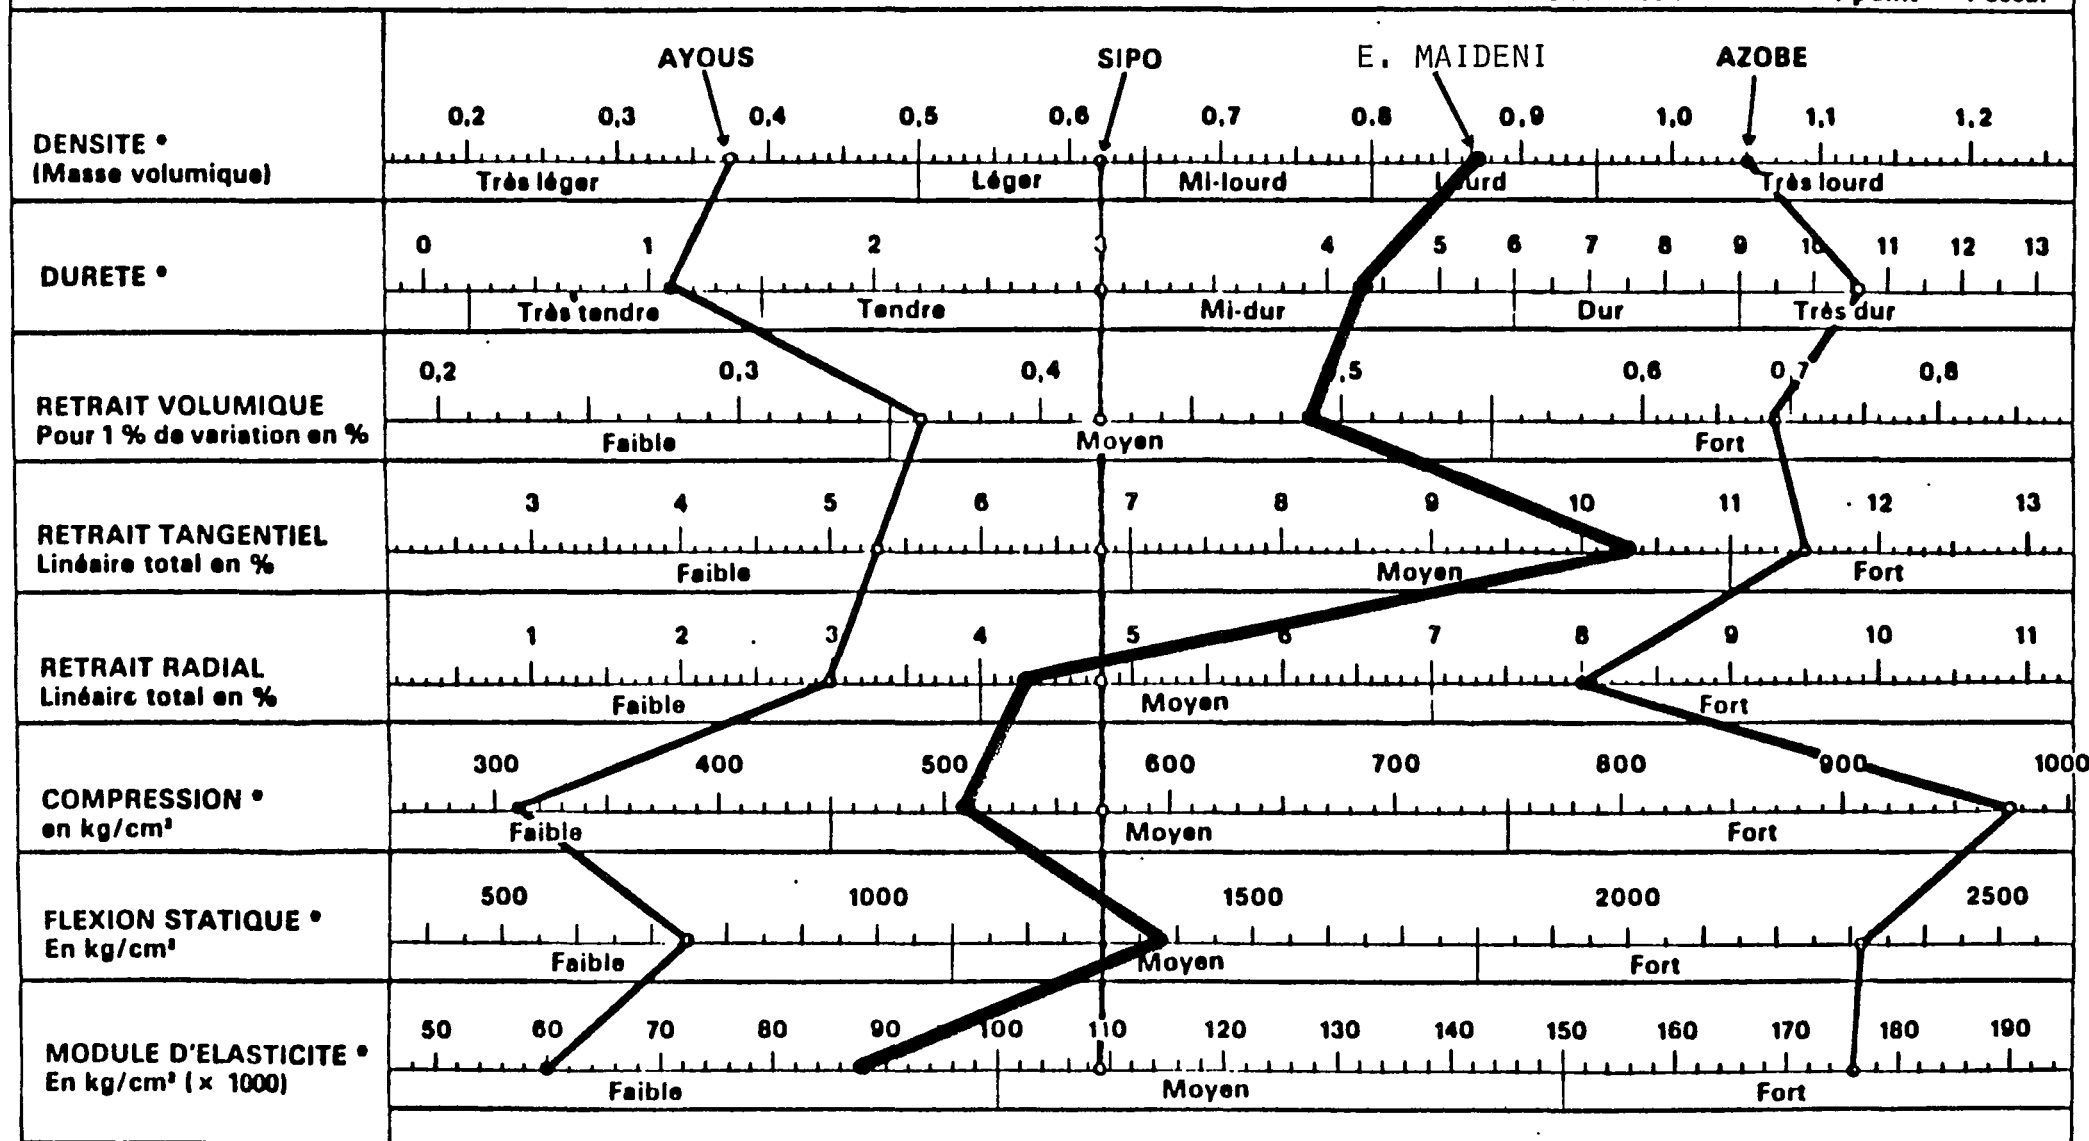 AYOUS SIPO E. MAIDENI AZOBE
0,2 0,3 0,4 0,5 0,6 0,7 0,8 0,9 1,0 1,1 1,2
DENSITE •
(Masse volumique)
Très léger Léger Mi-lourd Lourd Très lourd
0 1 2 3 4 5 6 7 8 9 10 11 12 13
DURETE •
Très tendre Tendre Mi-dur Dur Très dur
0,2 0,3 0,4 ,5 0,6 0,7 0,8
RETRAIT VOLUMIQUE
Pour 1 % de variation en %
Faible Moyen Fort
3 4 5 6 7 8 9 10 11 12 13
RETRAIT TANGENTIEL
Linéaire total en %
Faible Moyen Fort
1 2 3 4 5 6 7 8 9 10 11
RETRAIT RADIAL
Linéaire total en %
Faible Moyen Fort
300 400 500 600 700 800 900 1000
COMPRESSION •
en kg/cm²
Faible Moyen Fort
500 1000 1500 2000 2500
FLEXION STATIQUE •
En kg/cm²
Faible Moyen Fort
50 60 70 80 90 100 110 120 130 140 150 160 170 180 190
MODULE D'ELASTICITE •
En kg/cm² (× 1000)
Faible Moyen Fort